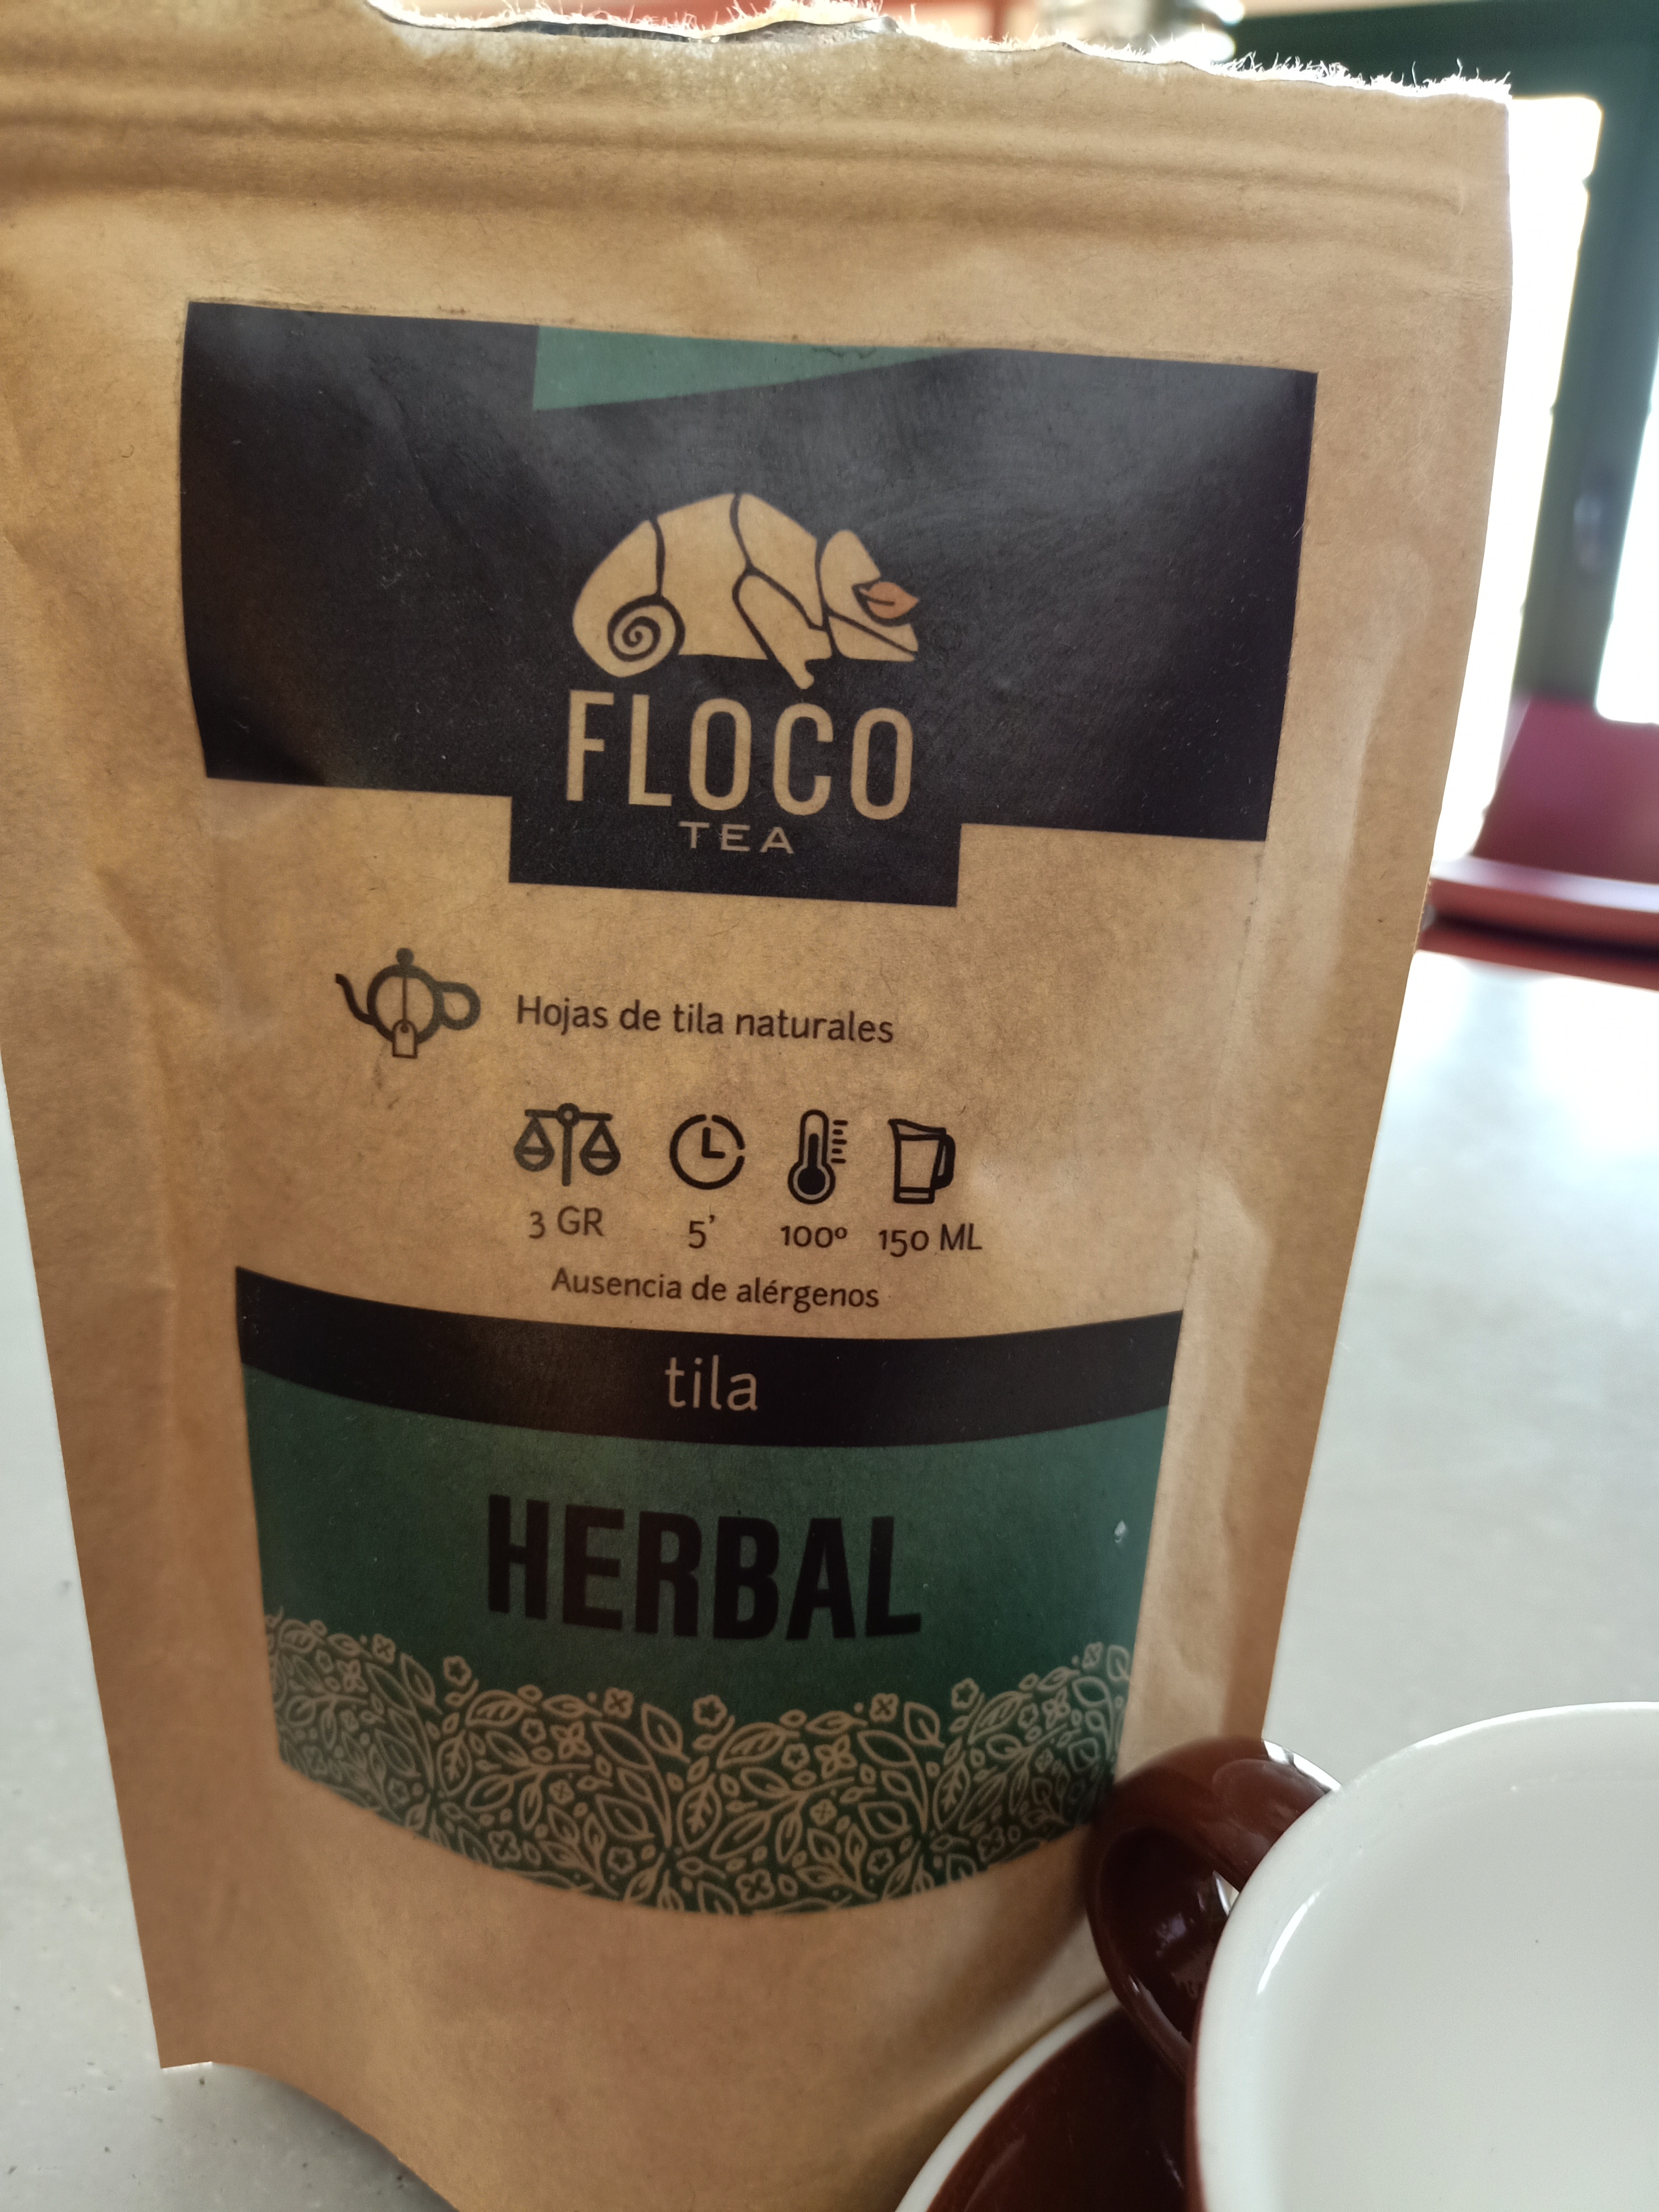 FLOCO
TEA
Hojas de tila naturales
3 GR 5' 100º 150 ML
Ausencia de alérgenos
tila
HERBAL